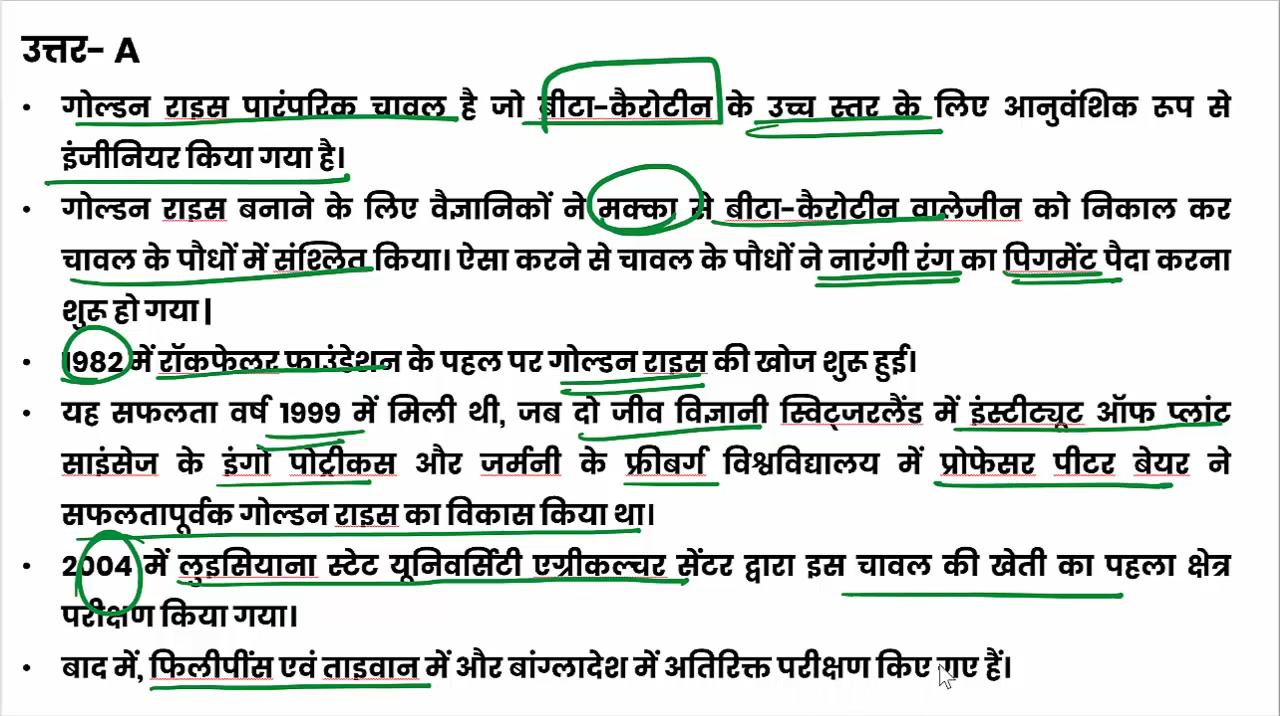 उत्तर- A
• गोल्डन राइस पारंपरिक चावल है जो बीटा-कैरोटीन के उच्च स्तर के लिए आनुवंशिक रूप से
इंजीनियर किया गया है।
• गोल्डन राइस बनाने के लिए वैज्ञानिकों ने मक्का से बीटा-कैरोटीन वालेजीन को निकाल कर
चावल के पौधों में संश्लित किया। ऐसा करने से चावल के पौधों ने नारंगी रंग का पिगमेंट पैदा करना
शुरू हो गया|
• 1982 में रॉकफेलर फाउंडेशन के पहल पर गोल्डन राइस की खोज शुरू हुई।
• यह सफलता वर्ष 1999 में मिली थी, जब दो जीव विज्ञानी स्विट्जरलैंड में इंस्टीट्यूट ऑफ प्लांट
साइंसेज के इंगो पोट्रीकस और जर्मनी के फ्रीबर्ग विश्वविद्यालय में प्रोफेसर पीटर बेयर ने
सफलतापूर्वक गोल्डन राइस का विकास किया था।
• 2004 में लुइसियाना स्टेट यूनिवर्सिटी एग्रीकल्चर सेंटर द्वारा इस चावल की खेती का पहला क्षेत्र
परीक्षण किया गया।
• बाद में, फिलीपींस एवं ताइवान में और बांग्लादेश में अतिरिक्त परीक्षण किए गए हैं।